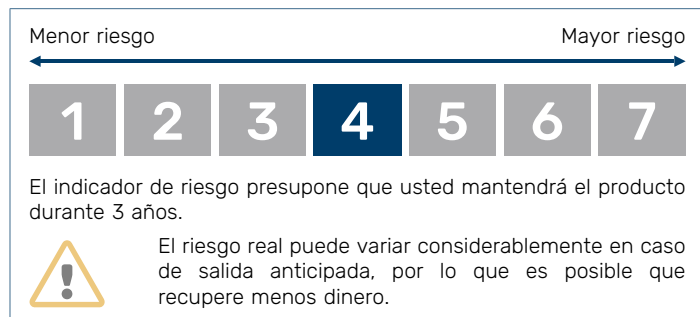 Menor riesgo Mayor riesgo
1 2 3 4 5 6 7
El indicador de riesgo presupone que usted mantendrá el producto
durante 3 años.
El riesgo real puede variar considerablemente en caso
de salida anticipada, por lo que es posible que
recupere menos dinero.